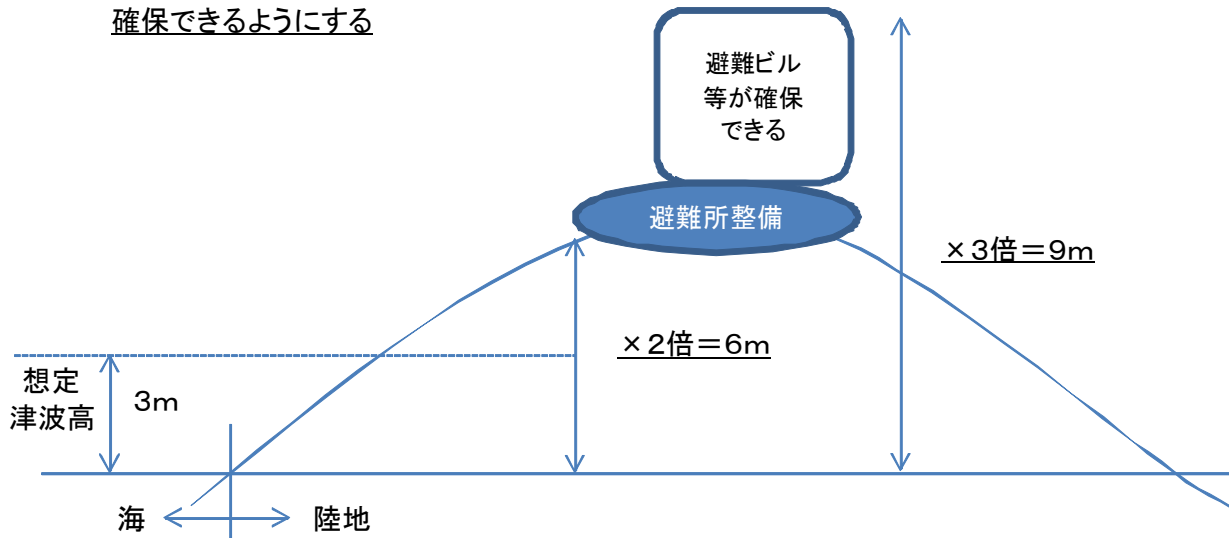 確保できるようにする
避難ビル
等が確保
できる
避難所整備
×3倍＝9m
×2倍＝6m
想定
津波高
3m
海
陸地